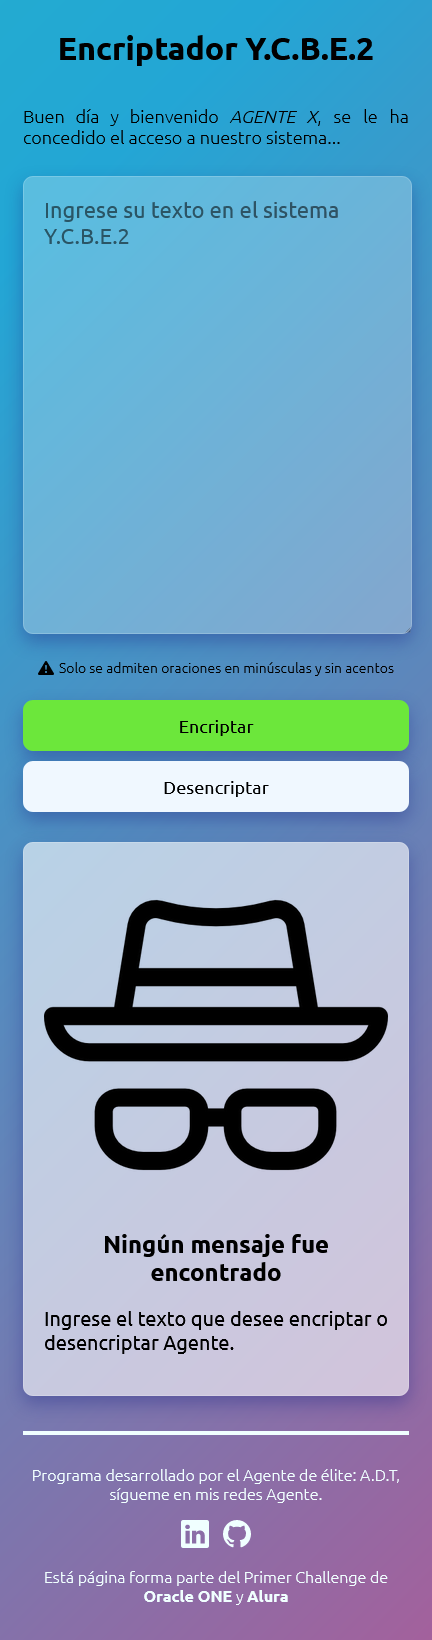 Encriptador Y.C.B.E.2
Buen día y bienvenido AGENTE X, se le ha
concedido el acceso a nuestro sistema...
Ingrese su texto en el sistema
Y.C.B.E.2
Solo se admiten oraciones en minúsculas y sin acentos
Encriptar
Desencriptar
Ningún mensaje fue
encontrado
Ingrese el texto que desee encriptar o
desencriptar Agente.
Programa desarrollado por el Agente de élite: A.D.T,
sígueme en mis redes Agente.
in
Está página forma parte del Primer Challenge de
Oracle ONE y Alura